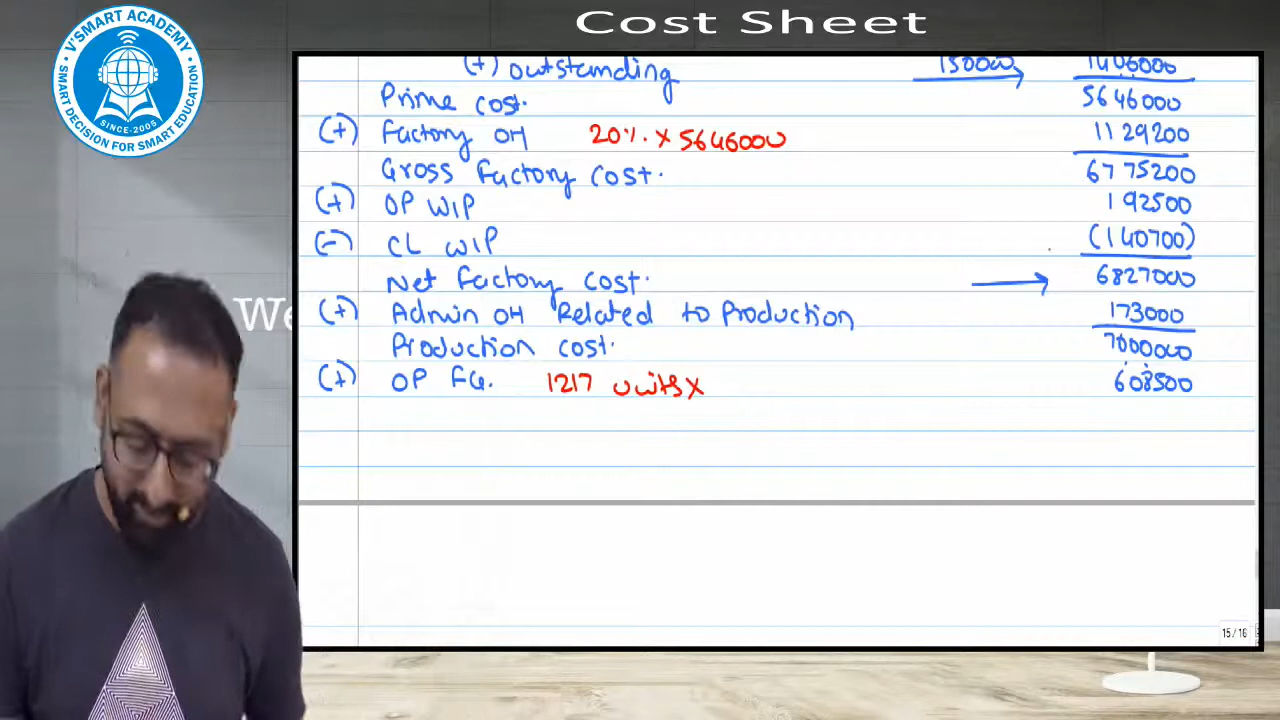 Cost Sheet
V'SMART ACADEMY
SMART DECISION FOR SMART EDUCATION
SINCE-2005
We
(+) outstanding 150000 1406000
Prime cost. 5646000
(+) Factory OH 20%. x 5646000 1129200
Gross Factory cost. 6775200
(+) OP WIP 192500
(-) CL WIP (140700)
Net Factory cost. 6827000
(+) Admin OH Related to Production 173000
Production cost. 7000000
(+) OP FG. 1217 units x 608500
15 / 16